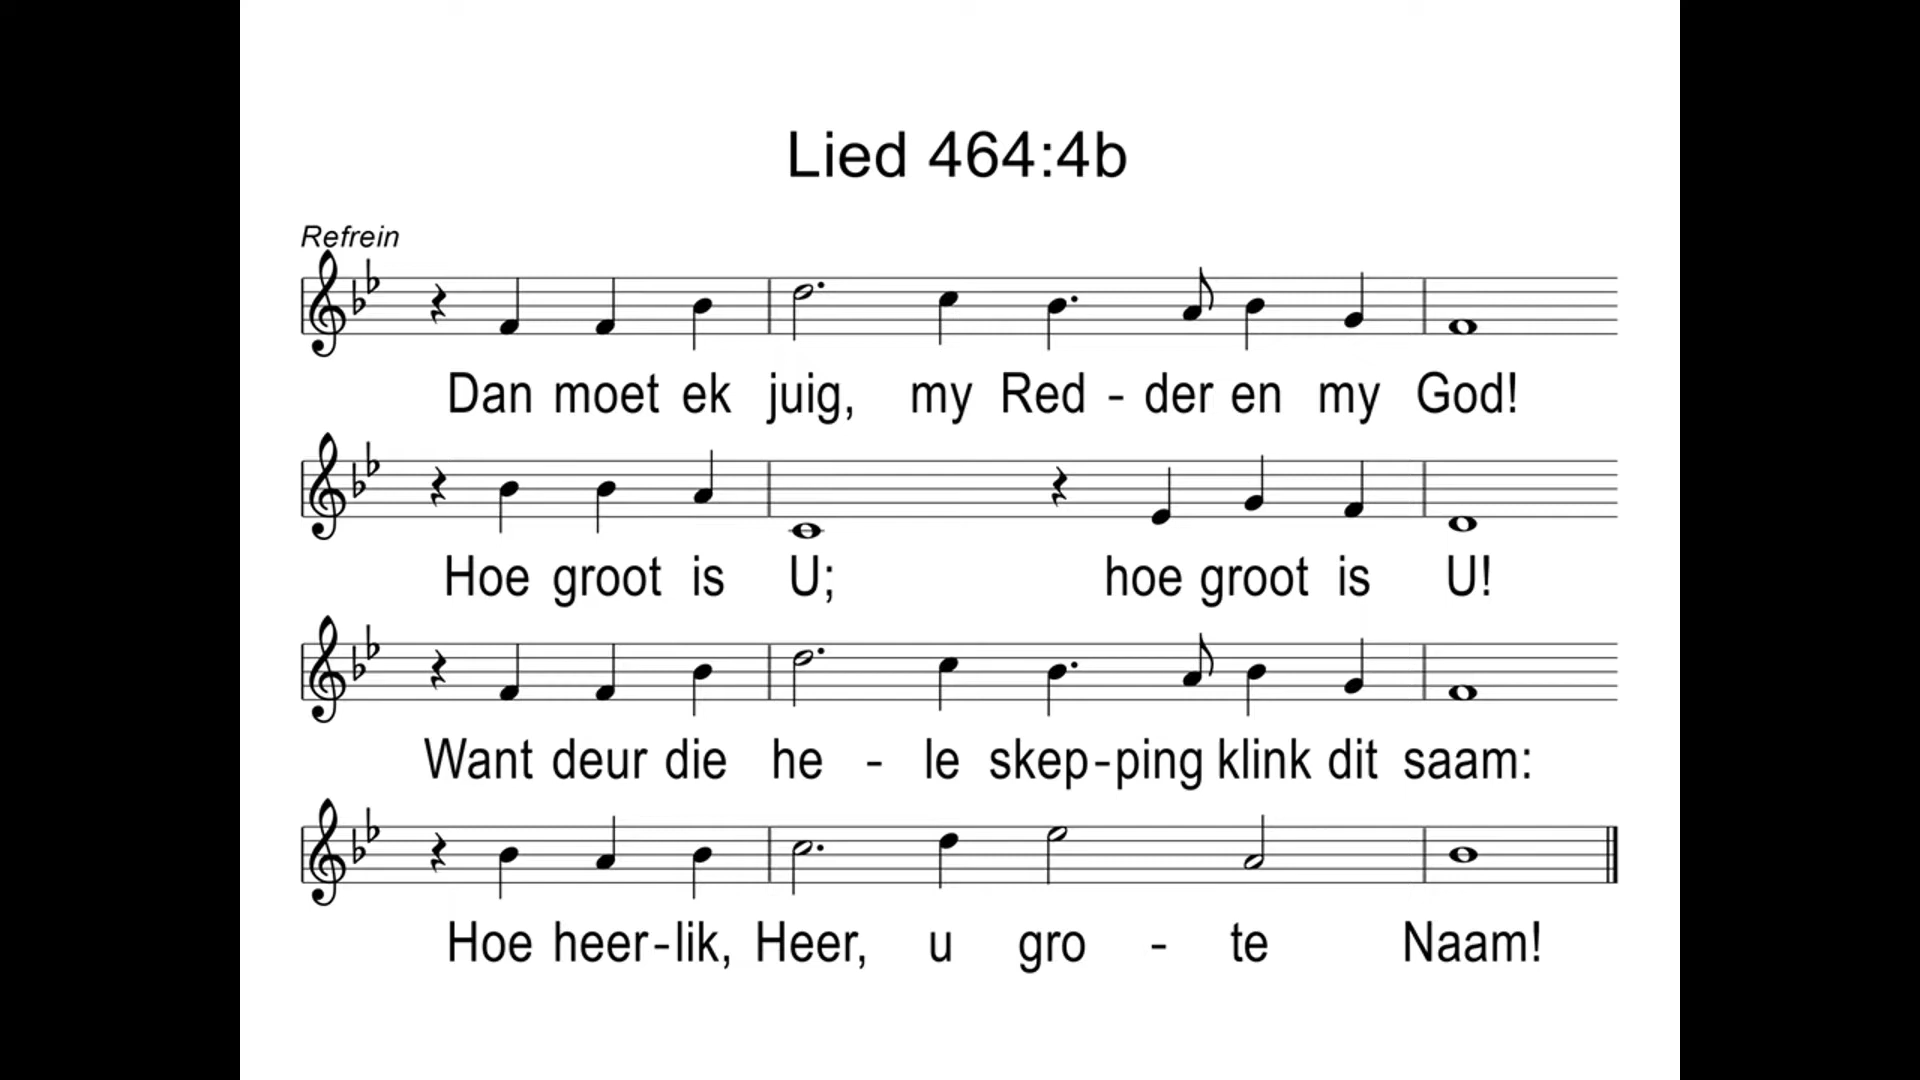 Lied 464:4b
Refrein
Dan moet ek juig, my Red - der en my God!
Hoe groot is U; hoe groot is U!
Want deur die he - le skep-ping klink dit saam:
Hoe heer-lik, Heer, u gro - te Naam!